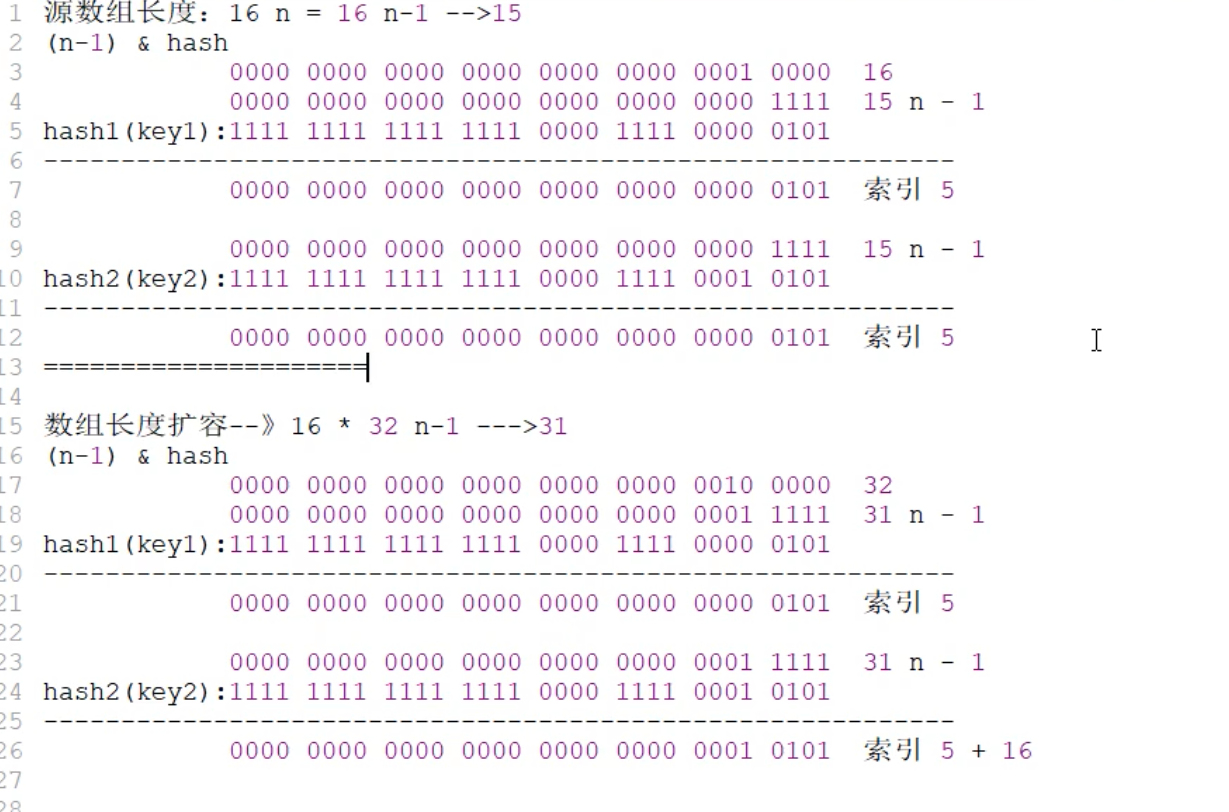 1 源数组长度：16 n = 16 n-1 -->15
2 (n-1) & hash
3 0000 0000 0000 0000 0000 0000 0001 0000 16
4 0000 0000 0000 0000 0000 0000 0000 1111 15 n - 1
5 hash1(key1):1111 1111 1111 1111 0000 1111 0000 0101
6 -----------------------------------------------------------
7 0000 0000 0000 0000 0000 0000 0000 0101 索引 5
8
9 0000 0000 0000 0000 0000 0000 0000 1111 15 n - 1
10 hash2(key2):1111 1111 1111 1111 0000 1111 0001 0101
11 -----------------------------------------------------------
12 0000 0000 0000 0000 0000 0000 0000 0101 索引 5
13 =====================
14
15 数组长度扩容--》16 * 32 n-1 --->31
16 (n-1) & hash
17 0000 0000 0000 0000 0000 0000 0010 0000 32
18 0000 0000 0000 0000 0000 0000 0001 1111 31 n - 1
19 hash1(key1):1111 1111 1111 1111 0000 1111 0000 0101
20 -----------------------------------------------------------
21 0000 0000 0000 0000 0000 0000 0000 0101 索引 5
22
23 0000 0000 0000 0000 0000 0000 0001 1111 31 n - 1
24 hash2(key2):1111 1111 1111 1111 0000 1111 0001 0101
25 -----------------------------------------------------------
26 0000 0000 0000 0000 0000 0000 0001 0101 索引 5 + 16
27
28